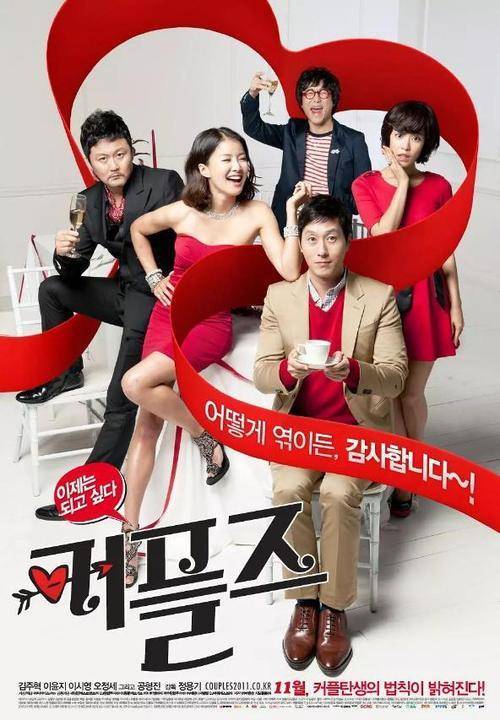 어떻게 엮이든, 감사합니다~!
이제는
되고 싶다
커플즈
김주혁 이윤지 이시영 오정세 그리고 공형진 감독 정용기 COUPLES2011.CO.KR
11월, 커플탄생의 법칙이 밝혀진다!